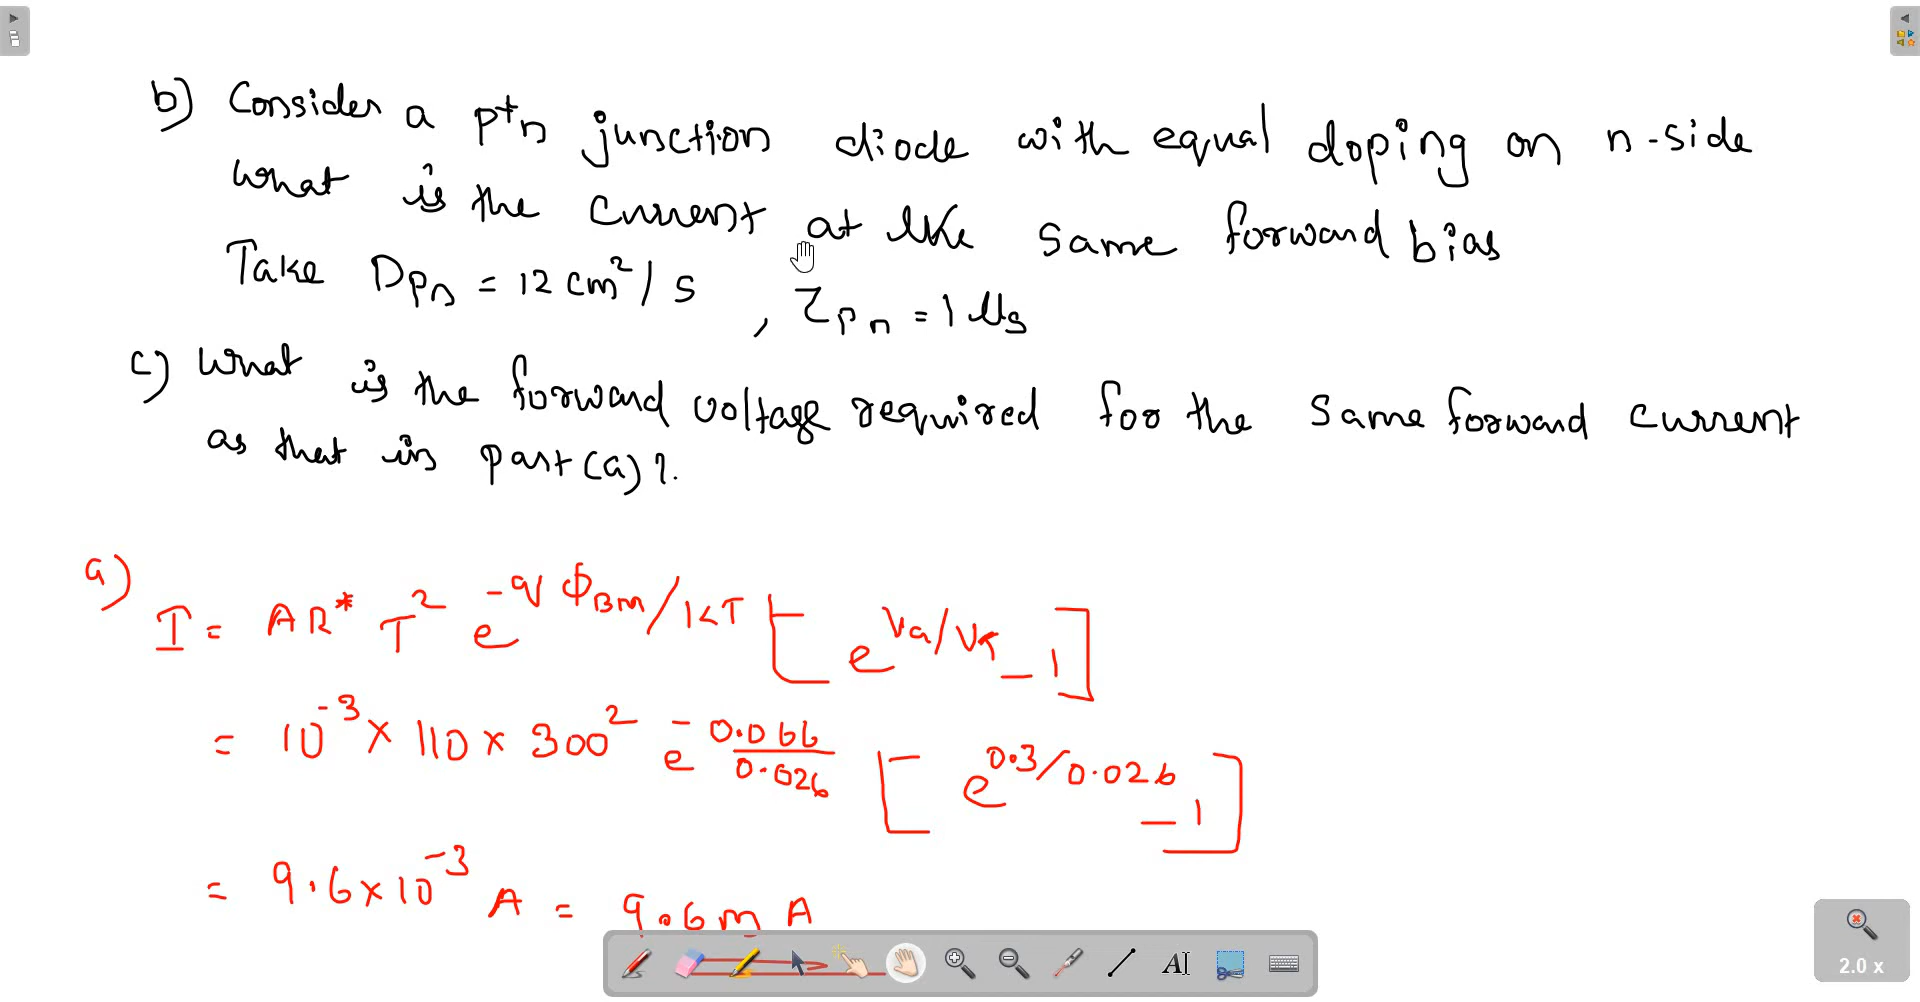 b) Consider a p⁺n junction diode with equal doping on n-side
what is the current at the same forward bias
Take Dpn = 12 cm²/s , τpn = 1 μs
c) what is the forward voltage required for the same forward current
as that in part(a)?.
a)
I = AR* T² e^(-qϕBm/kT) [e^(Va/VT) - 1]
= 10⁻³ × 110 × 300² e^(-0.066/0.026) [e^(0.3/0.026) - 1]
= 9.6×10⁻³ A = 9.6 m A
AI
2.0 x